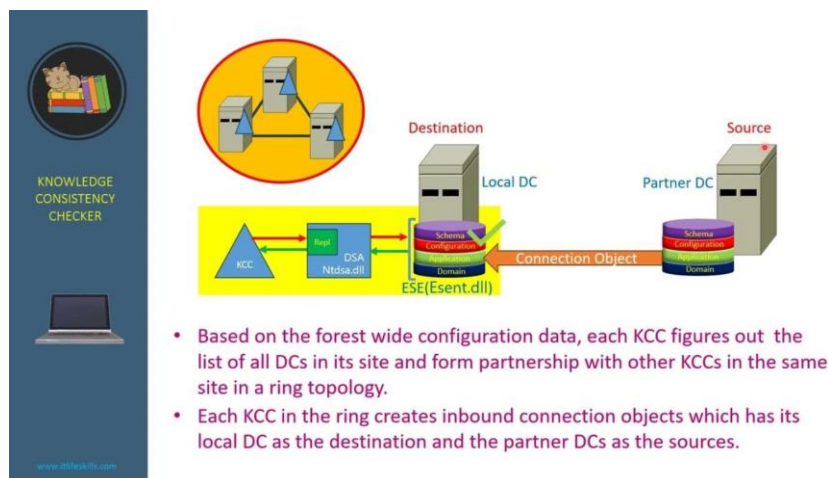 KNOWLEDGE
CONSISTENCY
CHECKER
www.itlifeskills.com
Destination
Source
Local DC
Partner DC
KCC
Repl
DSA
Ntdsa.dll
Schema
Configuration
Application
Domain
ESE(Esent.dll)
Connection Object
Schema
Configuration
Application
Domain
• Based on the forest wide configuration data, each KCC figures out the
list of all DCs in its site and form partnership with other KCCs in the same
site in a ring topology.
• Each KCC in the ring creates inbound connection objects which has its
local DC as the destination and the partner DCs as the sources.